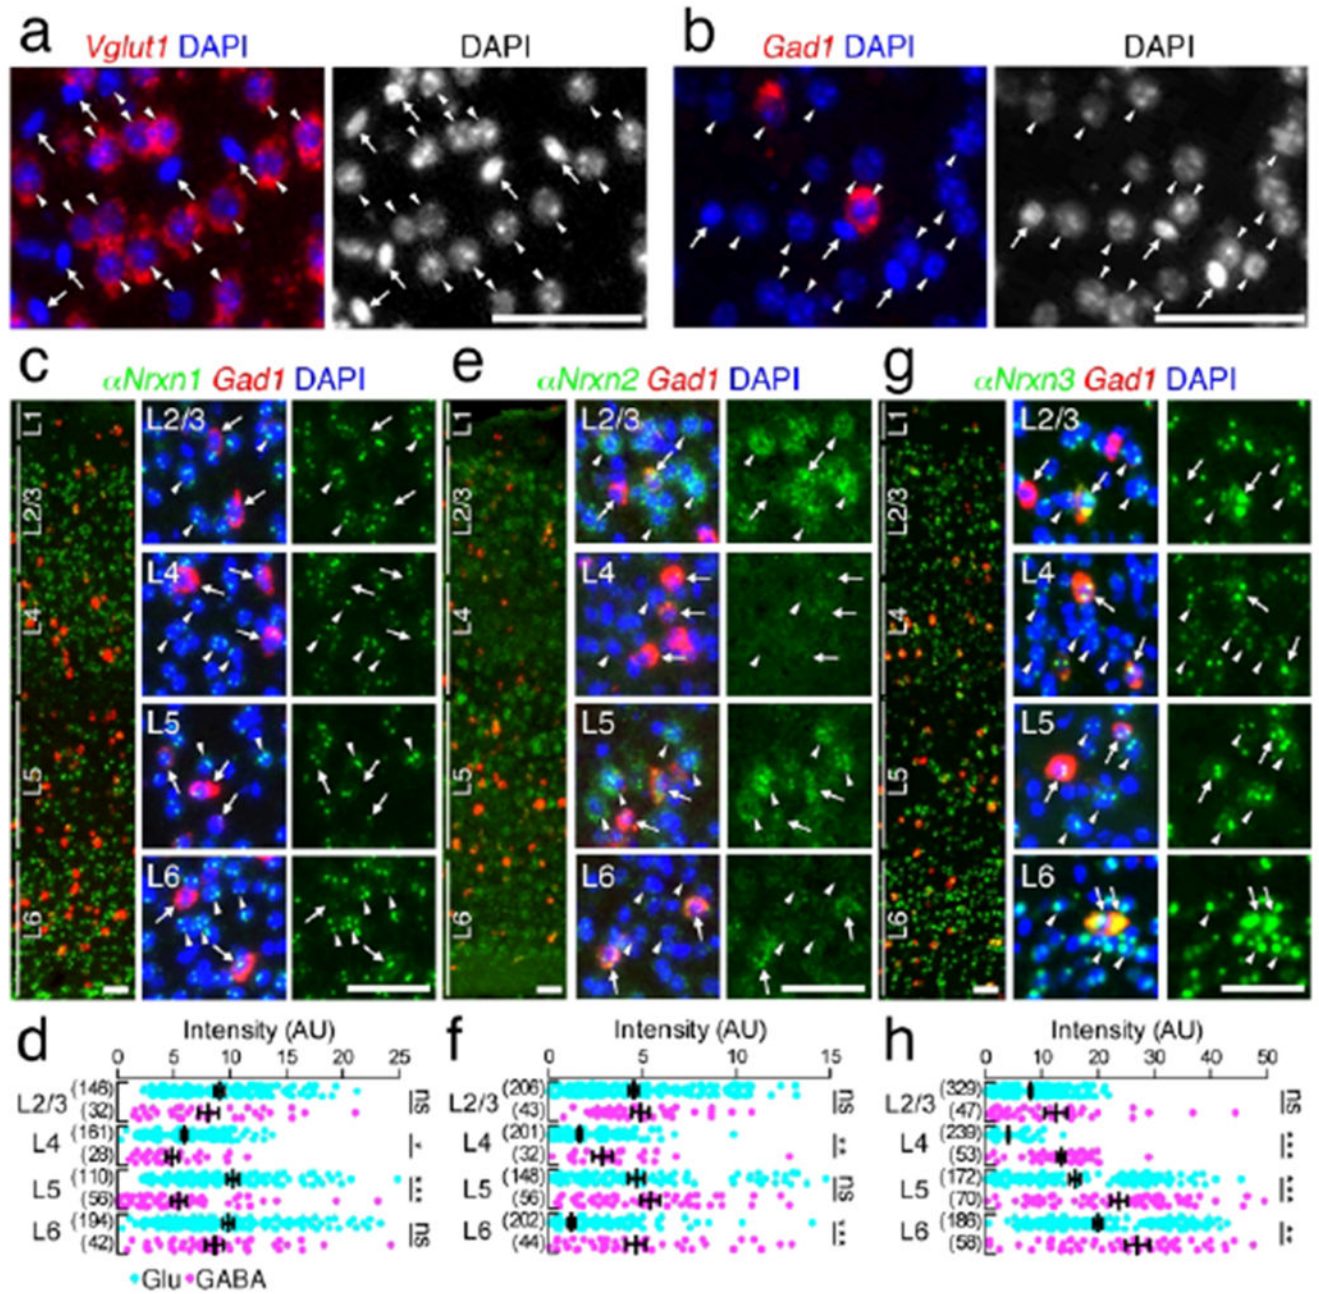 a
Vglut1 DAPI
DAPI
b
Gad1 DAPI
DAPI
c
αNrxn1 Gad1 DAPI
e
αNrxn2 Gad1 DAPI
g
αNrxn3 Gad1 DAPI
L1
L2/3
L4
L5
L6
L2/3
L4
L5
L6
L1
L2/3
L4
L5
L6
L2/3
L4
L5
L6
L1
L2/3
L4
L5
L6
L2/3
L4
L5
L6
d
Intensity (AU)
0 5 10 15 20 25
L2/3
(146)
(32)
ns
L4
(161)
(28)
*
L5
(110)
(56)
***
L6
(194)
(42)
ns
Glu GABA
f
Intensity (AU)
0 5 10 15
L2/3
(206)
(43)
ns
L4
(201)
(32)
**
L5
(148)
(56)
ns
L6
(202)
(44)
***
h
Intensity (AU)
0 10 20 30 40 50
L2/3
(329)
(47)
ns
L4
(239)
(53)
***
L5
(172)
(70)
***
L6
(186)
(58)
**